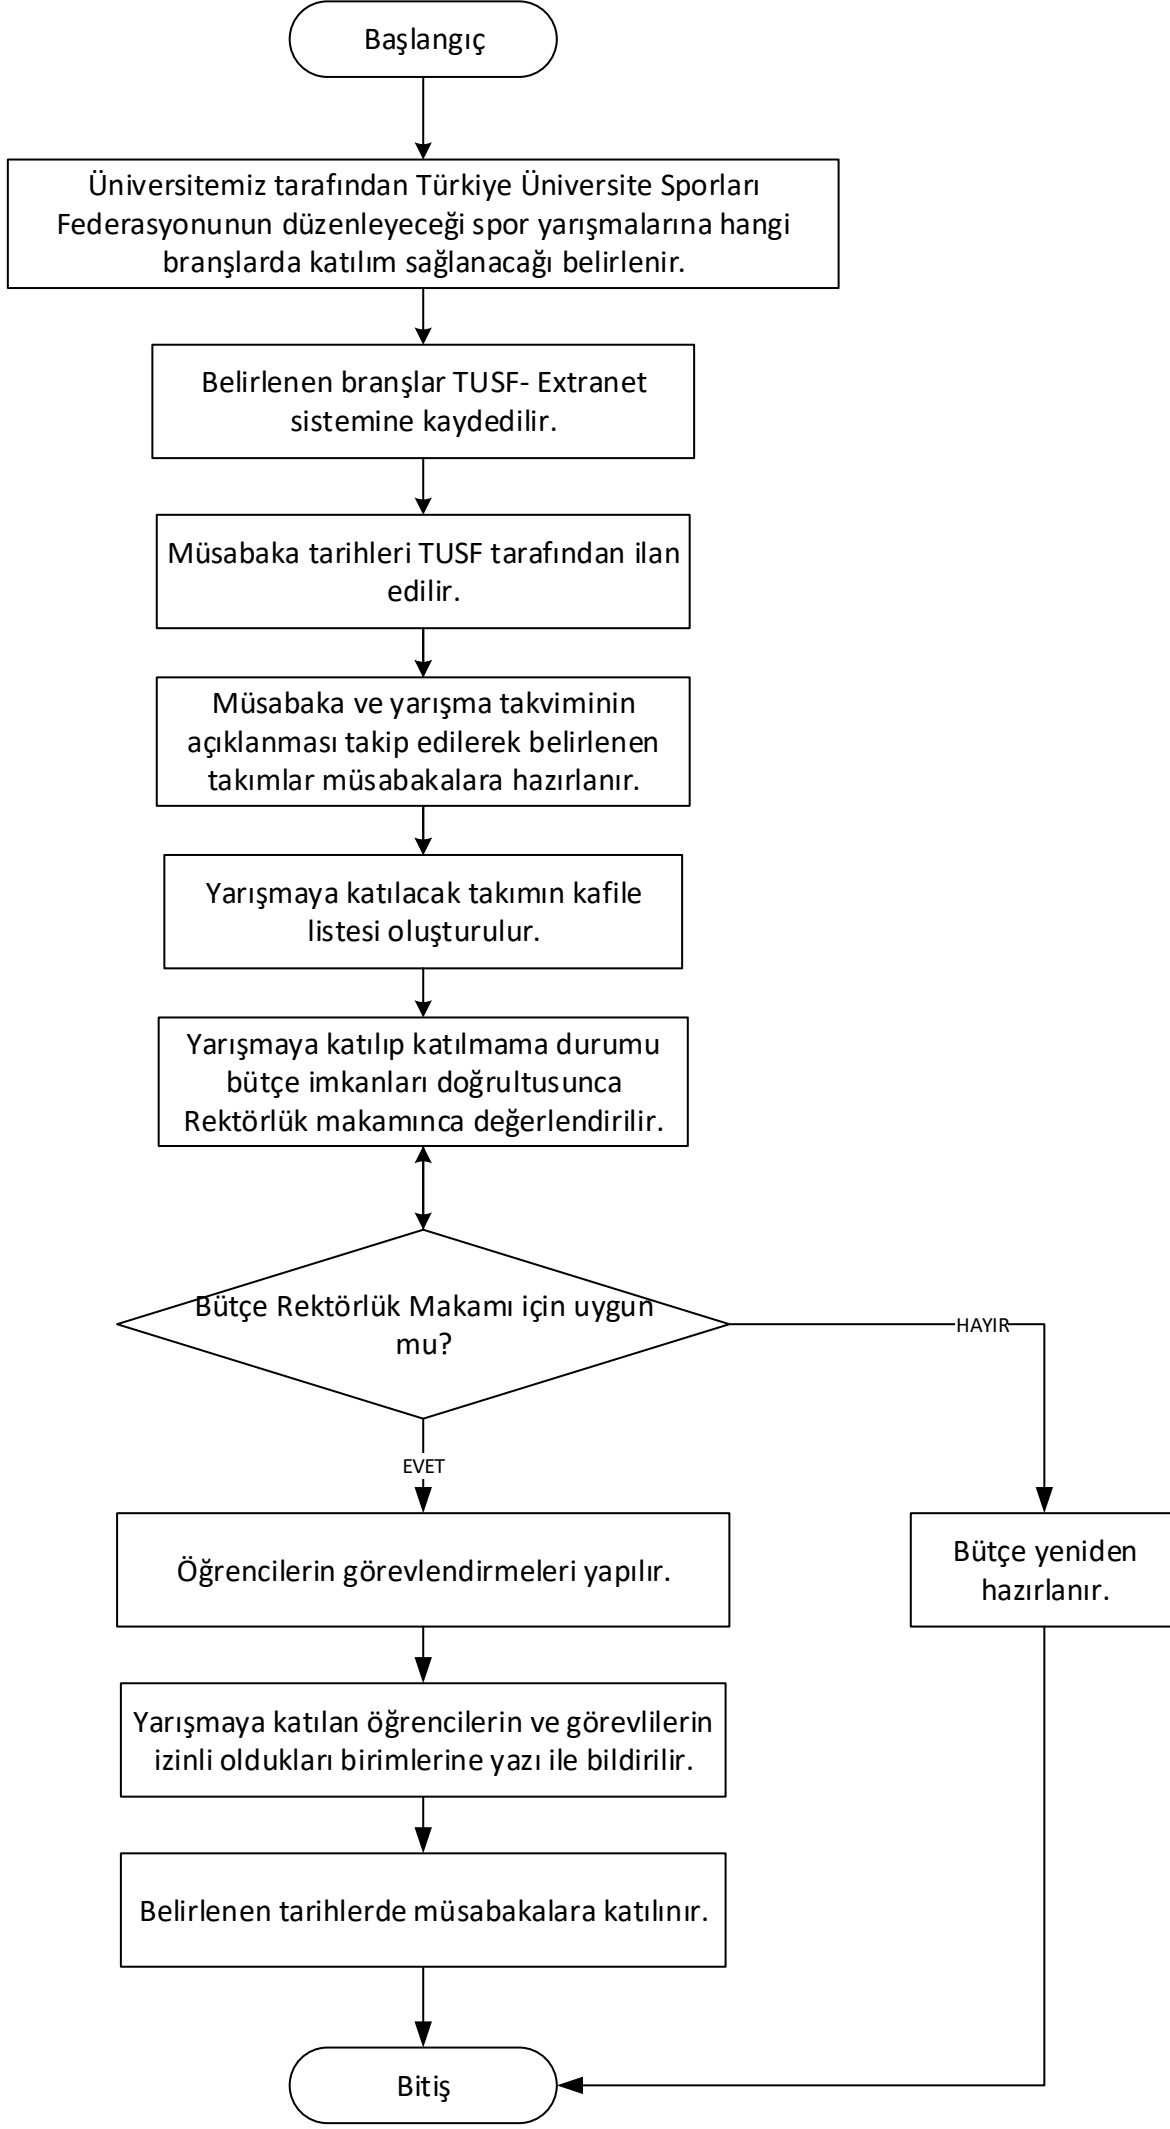 Başlangıç
Üniversitemiz tarafından Türkiye Üniversite Sporları
Federasyonunun düzenleyeceği spor yarışmalarına hangi
branşlarda katılım sağlanacağı belirlenir.
Belirlenen branşlar TUSF- Extranet
sistemine kaydedilir.
Müsabaka tarihleri TUSF tarafından ilan
edilir.
Müsabaka ve yarışma takviminin
açıklanması takip edilerek belirlenen
takımlar müsabakalara hazırlanır.
Yarışmaya katılacak takımın kafile
listesi oluşturulur.
Yarışmaya katılıp katılmama durumu
bütçe imkanları doğrultusunca
Rektörlük makamınca değerlendirilir.
Bütçe Rektörlük Makamı için uygun
mu?
HAYIR
EVET
Öğrencilerin görevlendirmeleri yapılır.
Bütçe yeniden
hazırlanır.
Yarışmaya katılan öğrencilerin ve görevlilerin
izinli oldukları birimlerine yazı ile bildirilir.
Belirlenen tarihlerde müsabakalara katılınır.
Bitiş